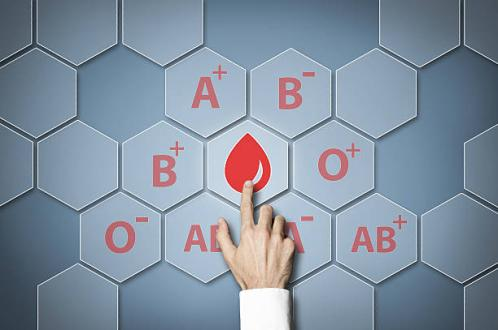 A+ B-
B+ O+
O- AB A- AB+